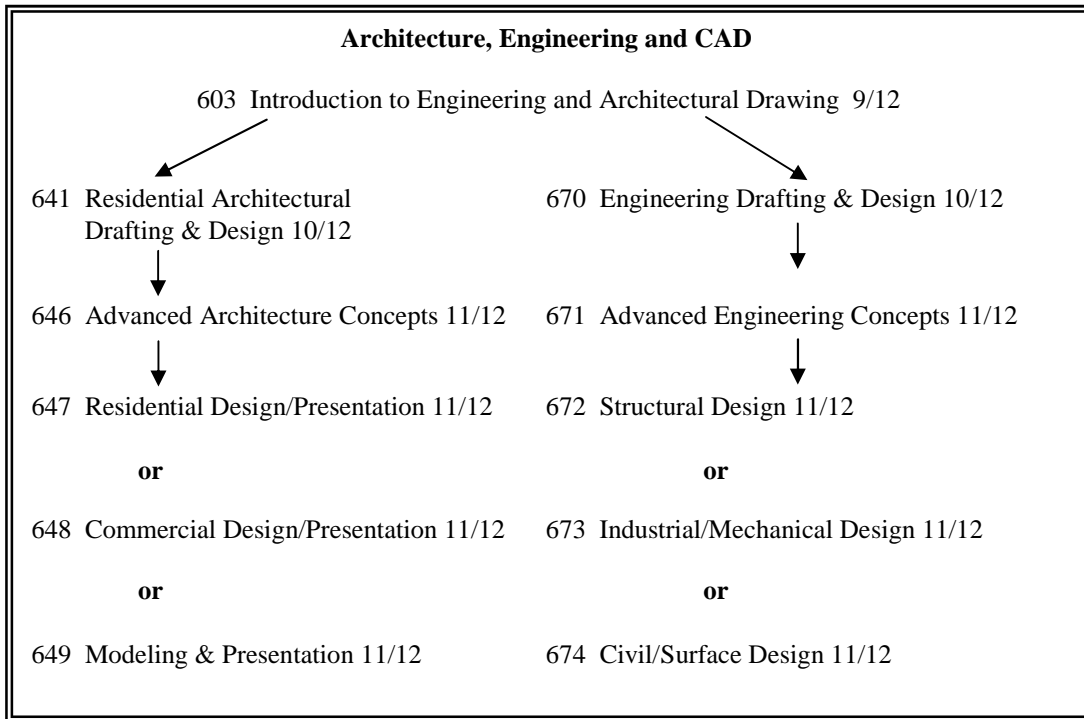 Architecture, Engineering and CAD
603 Introduction to Engineering and Architectural Drawing 9/12
641 Residential Architectural
Drafting & Design 10/12
670 Engineering Drafting & Design 10/12
646 Advanced Architecture Concepts 11/12
671 Advanced Engineering Concepts 11/12
647 Residential Design/Presentation 11/12
672 Structural Design 11/12
or
or
648 Commercial Design/Presentation 11/12
673 Industrial/Mechanical Design 11/12
or
or
649 Modeling & Presentation 11/12
674 Civil/Surface Design 11/12